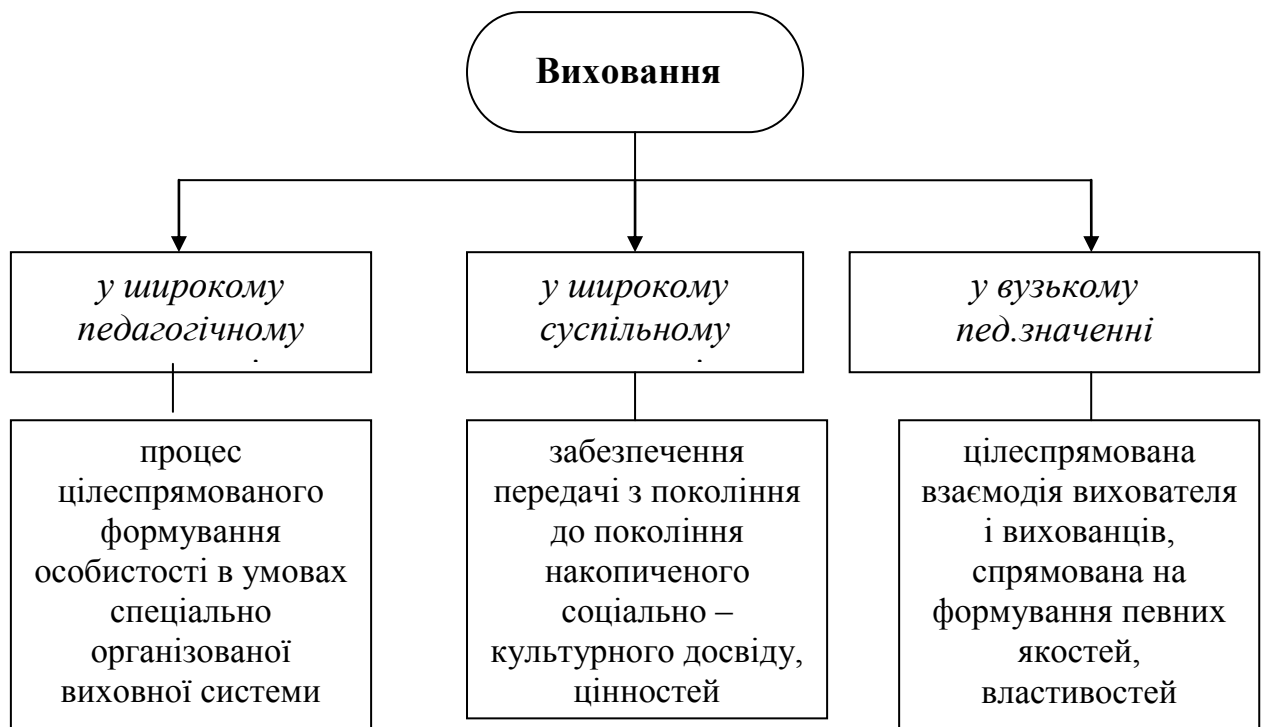 Виховання
у широкому
педагогічному
у широкому
суспільному
у вузькому
пед.значенні
процес
цілеспрямованого
формування
особистості в умовах
спеціально
організованої
виховної системи
забезпечення
передачі з покоління
до покоління
накопиченого
соціально –
культурного досвіду,
цінностей
цілеспрямована
взаємодія вихователя
і вихованців,
спрямована на
формування певних
якостей,
властивостей